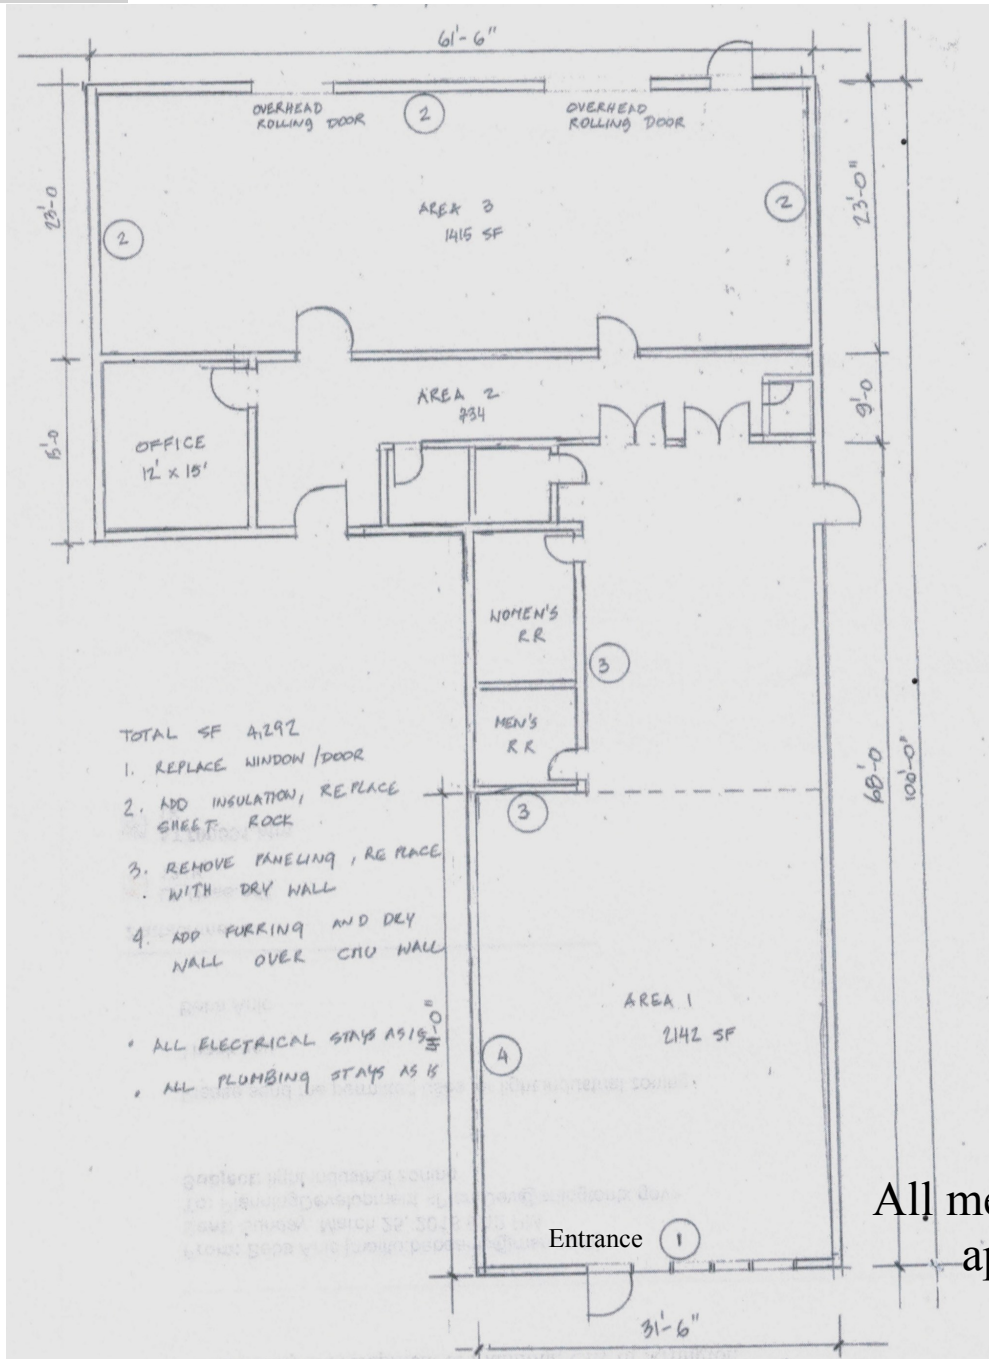 61'-6"
OVERHEAD
ROLLING DOOR
2
OVERHEAD
ROLLING DOOR
23'-0
2
AREA 3
1415 SF
2
23'-0"
AREA 2
734
9'-0
OFFICE
12' x 15'
15'-0
WOMEN'S
RR
3
MEN'S
RR
3
68'-0
100'-0"
TOTAL SF 4,292
1. REPLACE WINDOW/DOOR
2. ADD INSULATION, REPLACE
SHEET ROCK
3. REMOVE PANELING, REPLACE
WITH DRY WALL
4. ADD FURRING AND DRY
WALL OVER CMU WALL
• ALL ELECTRICAL STAYS AS IS
• ALL PLUMBING STAYS AS IS
AREA 1
2142 SF
4
All me
ap
Entrance
1
31'-6"